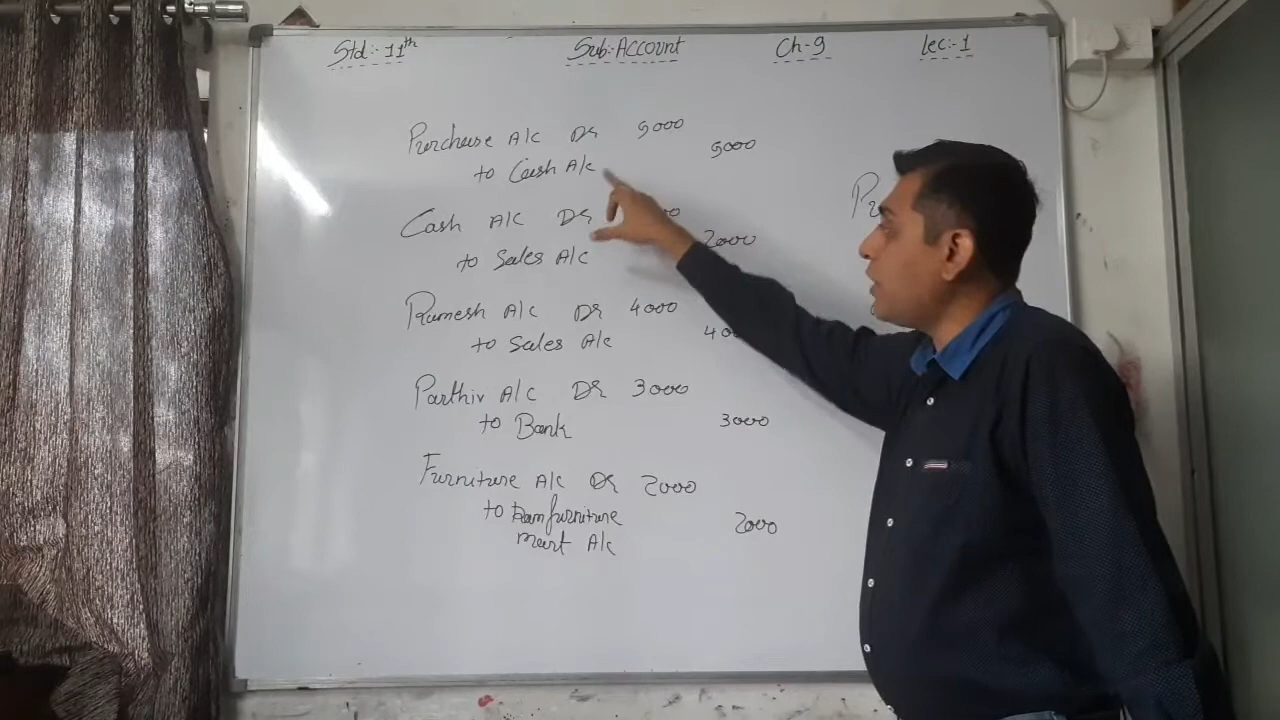 Std:- 11th Sub:- Account Ch-9 Lec:-1
Purchase A/c Dr 5000
to Cash A/c 5000
Cash A/c Dr
to Sales A/c 2000
Ramesh A/c Dr 4000
to Sales A/c
Parthiv A/c Dr 3000
to Bank 3000
Furniture A/c Dr 2000
to Ram furniture 2000
mart A/c